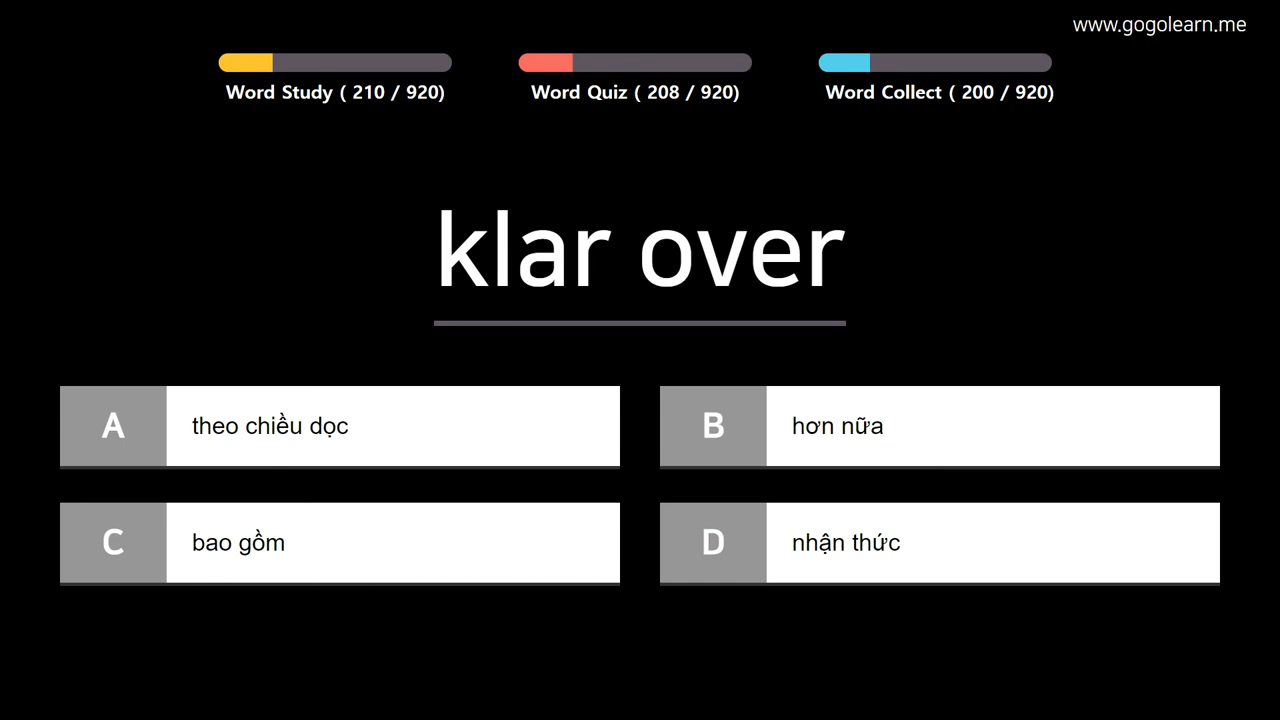 www.gogolearn.me
Word Study ( 210 / 920)
Word Quiz ( 208 / 920)
Word Collect ( 200 / 920)
klar over
A
theo chiều dọc
B
hơn nữa
C
bao gồm
D
nhận thức